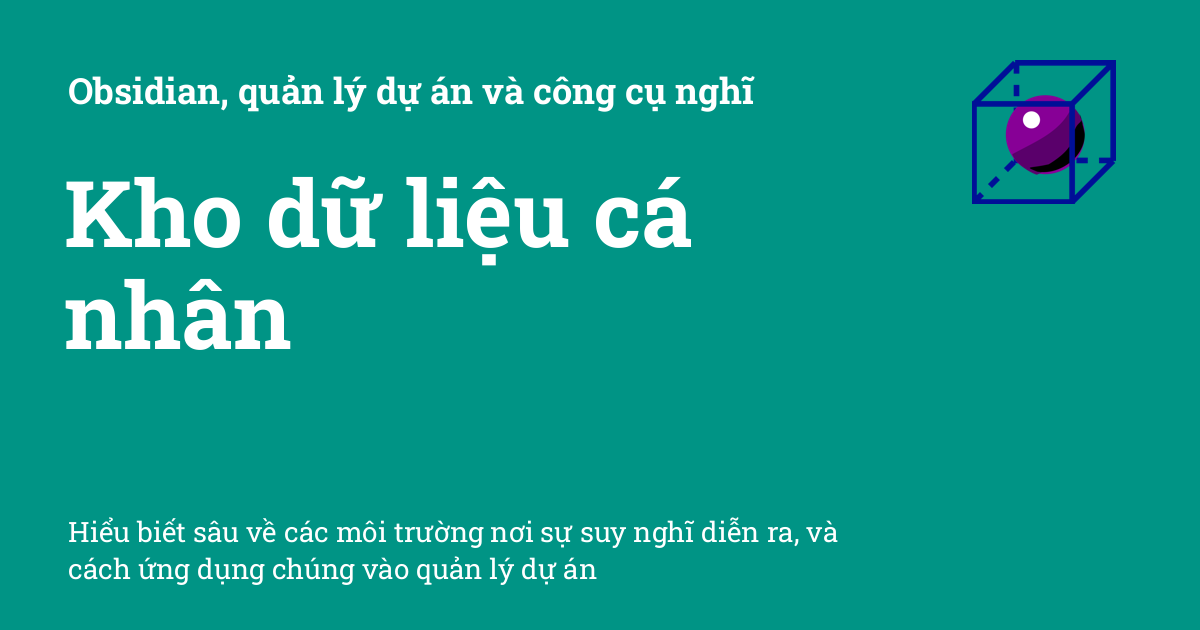 Obsidian, quản lý dự án và công cụ nghĩ
Kho dữ liệu cá
nhân
Hiểu biết sâu về các môi trường nơi sự suy nghĩ diễn ra, và
cách ứng dụng chúng vào quản lý dự án